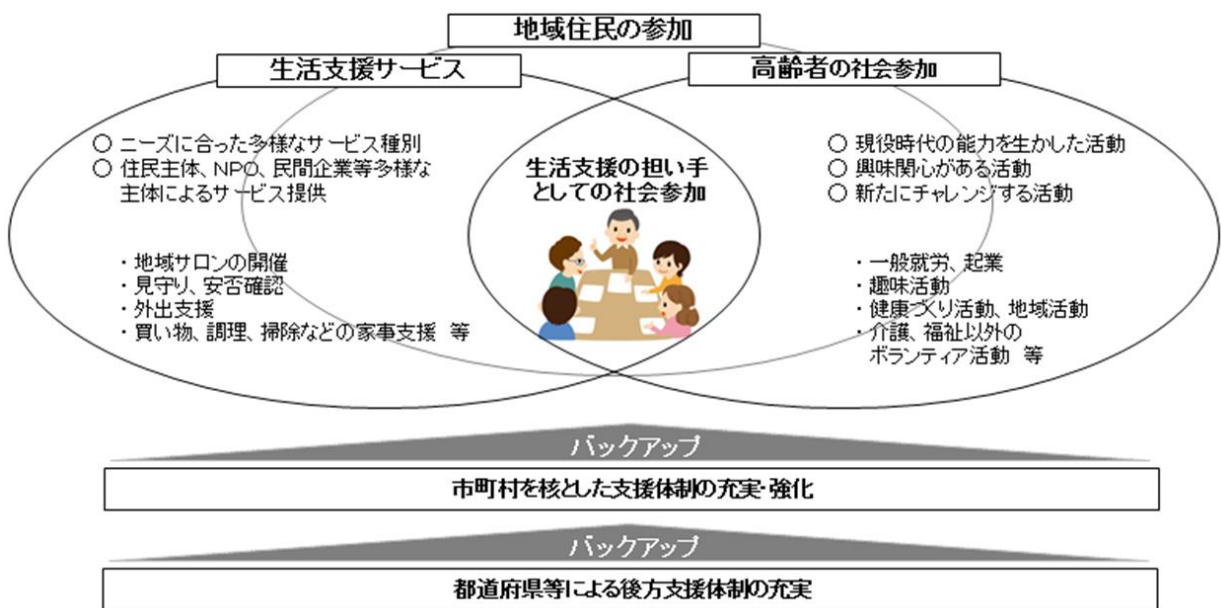 地域住民の参加
生活支援サービス
高齢者の社会参加
○ ニーズに合った多様なサービス種別
○ 住民主体、NPO、民間企業等多様な
主体によるサービス提供
・地域サロンの開催
・見守り、安否確認
・外出支援
・買い物、調理、掃除などの家事支援 等
生活支援の担い手
としての社会参加
○ 現役時代の能力を生かした活動
○ 興味関心がある活動
○ 新たにチャレンジする活動
・一般就労、起業
・趣味活動
・健康づくり活動、地域活動
・介護、福祉以外の
ボランティア活動 等
バックアップ
市町村を核とした支援体制の充実・強化
バックアップ
都道府県等による後方支援体制の充実